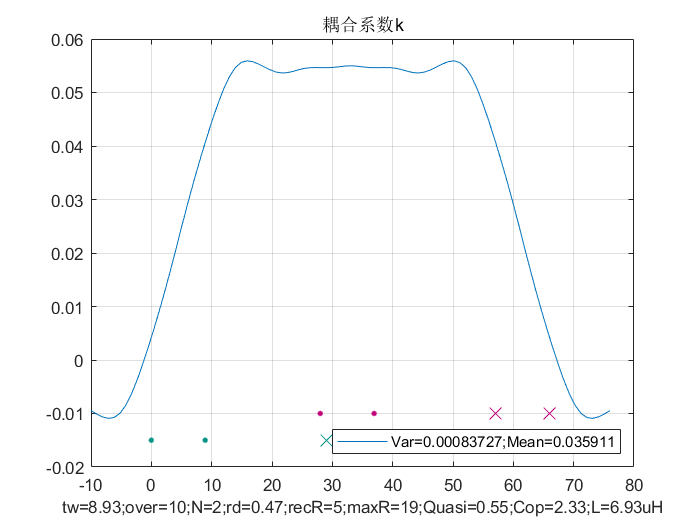 耦合系数k
0.06
0.05
0.04
0.03
0.02
0.01
0
-0.01
-0.02
Var=0.00083727;Mean=0.035911
-10 0 10 20 30 40 50 60 70 80
tw=8.93;over=10;N=2;rd=0.47;recR=5;maxR=19;Quasi=0.55;Cop=2.33;L=6.93uH